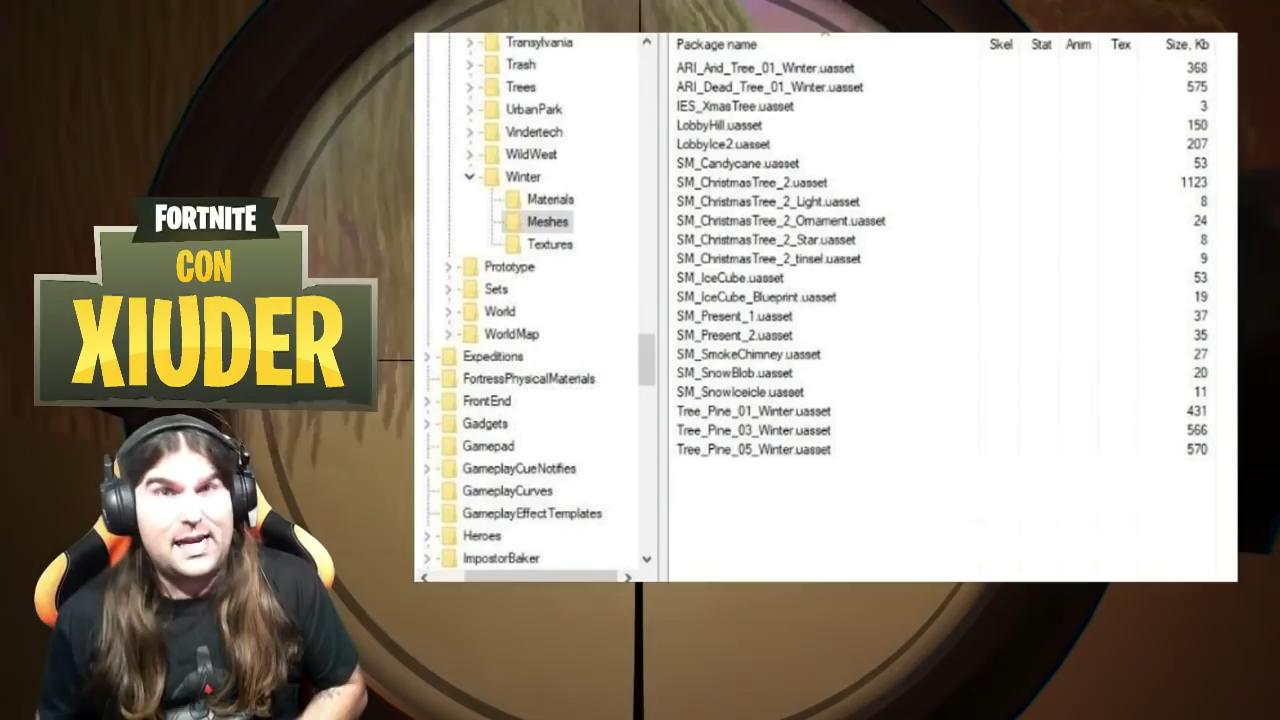 FORTNITE
CON
XIUDER
Transylvania
Trash
Trees
UrbanPark
Vindertech
WildWest
Winter
Materials
Meshes
Textures
Prototype
Sets
World
WorldMap
Expeditions
FortressPhysicalMaterials
FrontEnd
Gadgets
Gamepad
GameplayCueNotifies
GameplayCurves
GameplayEffectTemplates
Heroes
ImpostorBaker
Package name Skel Stat Anim Tex Size, Kb
ARI_Arid_Tree_01_Winter.uasset 368
ARI_Dead_Tree_01_Winter.uasset 575
IES_XmasTree.uasset 3
LobbyHill.uasset 150
LobbyIce2.uasset 207
SM_Candycane.uasset 53
SM_ChristmasTree_2.uasset 1123
SM_ChristmasTree_2_Light.uasset 8
SM_ChristmasTree_2_Ornament.uasset 24
SM_ChristmasTree_2_Star.uasset 8
SM_ChristmasTree_2_tinsel.uasset 9
SM_IceCube.uasset 53
SM_IceCube_Blueprint.uasset 19
SM_Present_1.uasset 37
SM_Present_2.uasset 35
SM_SmokeChimney.uasset 27
SM_SnowBlob.uasset 20
SM_SnowIceicle.uasset 11
Tree_Pine_01_Winter.uasset 431
Tree_Pine_03_Winter.uasset 566
Tree_Pine_05_Winter.uasset 570